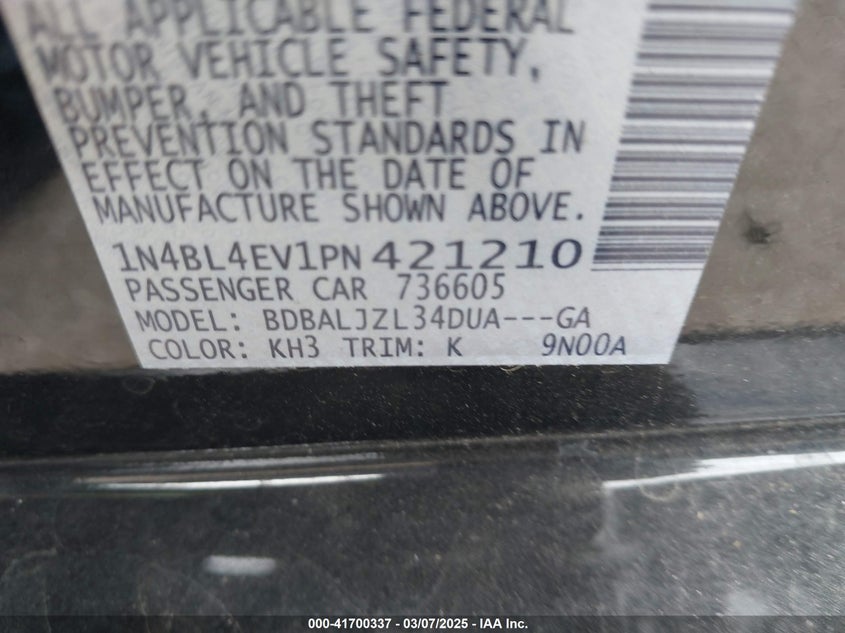 ALL APPLICABLE FEDERAL
MOTOR VEHICLE SAFETY,
BUMPER, AND THEFT
PREVENTION STANDARDS IN
EFFECT ON THE DATE OF
MANUFACTURE SHOWN ABOVE.
1N4BL4EV1PN421210
PASSENGER CAR 736605
MODEL: BDBALJZL34DUA---GA
COLOR: KH3 TRIM: K 9N00A
000-41700337 - 03/07/2025 - IAA Inc.